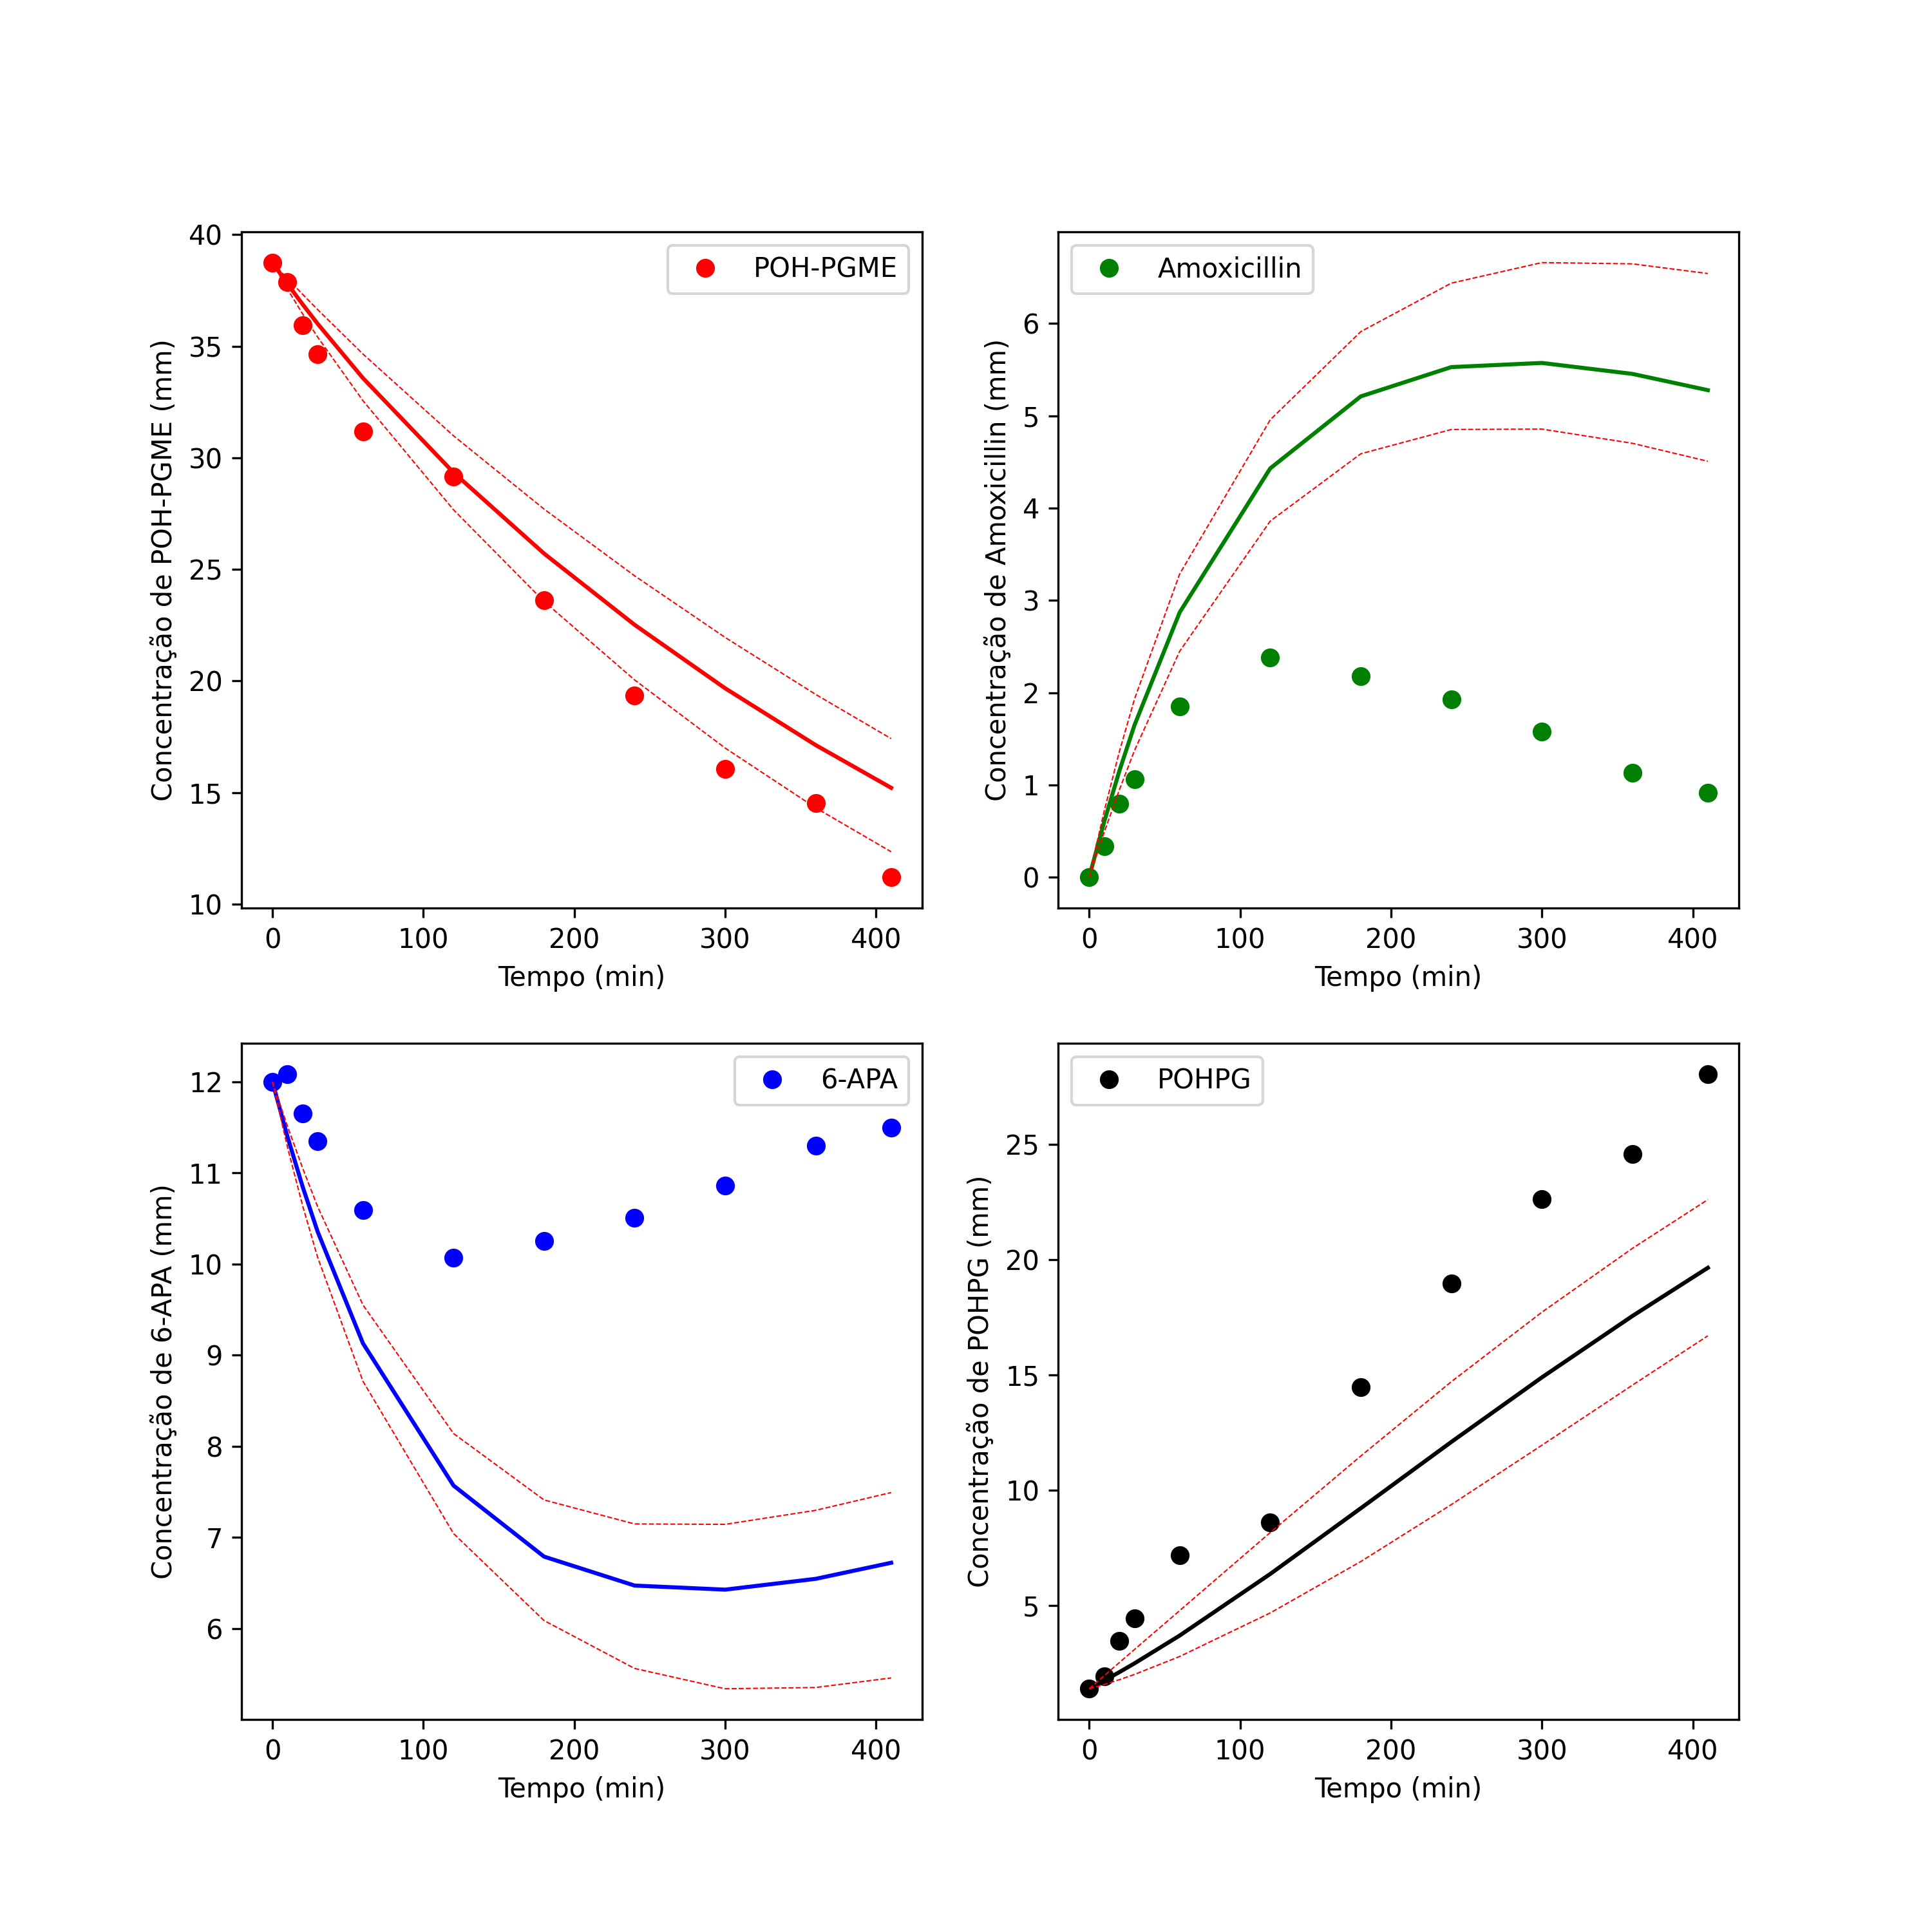 Concentração de POH-PGME (mm)
40
35
30
25
20
15
10
POH-PGME
0 100 200 300 400
Tempo (min)
Concentração de Amoxicillin (mm)
6
5
4
3
2
1
0
Amoxicillin
0 100 200 300 400
Tempo (min)
Concentração de 6-APA (mm)
12
11
10
9
8
7
6
6-APA
0 100 200 300 400
Tempo (min)
Concentração de POHPG (mm)
25
20
15
10
5
POHPG
0 100 200 300 400
Tempo (min)